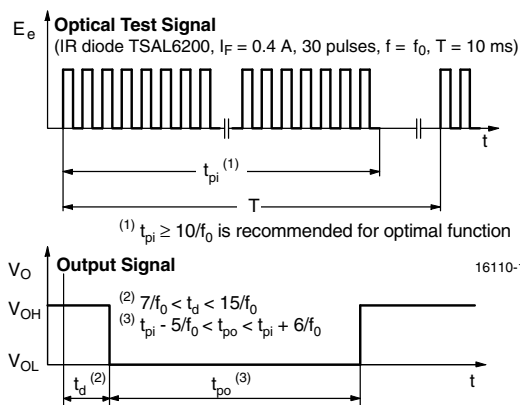 E_e Optical Test Signal
(IR diode TSAL6200, I_F = 0.4 A, 30 pulses, f = f_0, T = 10 ms)
t
t_pi (1)
T
(1) t_pi ≥ 10/f_0 is recommended for optimal function
V_O Output Signal 16110-
V_OH (2) 7/f_0 < t_d < 15/f_0
(3) t_pi - 5/f_0 < t_po < t_pi + 6/f_0
V_OL
t_d (2) t_po (3) t